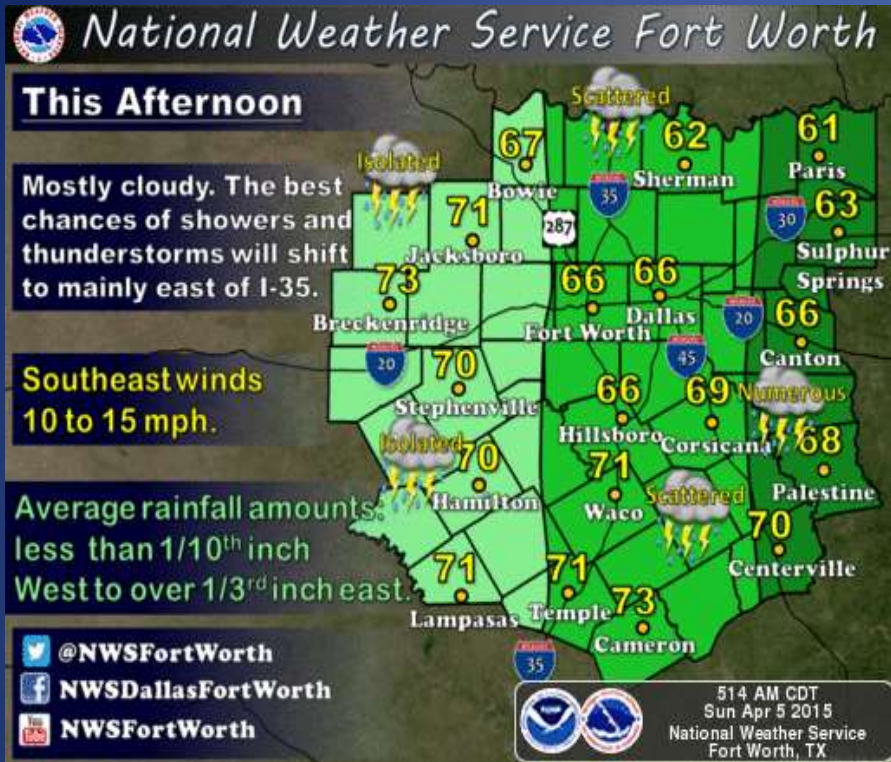 National Weather Service Fort Worth
This Afternoon
Mostly cloudy. The best
chances of showers and
thunderstorms will shift
to mainly east of I-35.
Southeast winds
10 to 15 mph.
Average rainfall amounts:
less than 1/10th inch
West to over 1/3rd inch east.
@NWSFortWorth
NWSDallasFortWorth
You Tube
NWSFortWorth
Scattered
67
Bowie
62
Sherman
61
Paris
Isolated
35
71
Jacksboro
287
30
63
Sulphur
Springs
73
Breckenridge
66
Fort Worth
66
Dallas
20
66
Canton
20
70
Stephenville
45
66
Hillsboro
69
Corsicana
Numerous
68
Palestine
Isolated
70
Hamilton
71
Waco
Scattered
70
Centerville
71
Lampasas
71
Temple
73
Cameron
35
514 AM CDT
Sun Apr 5 2015
National Weather Service
Fort Worth, TX